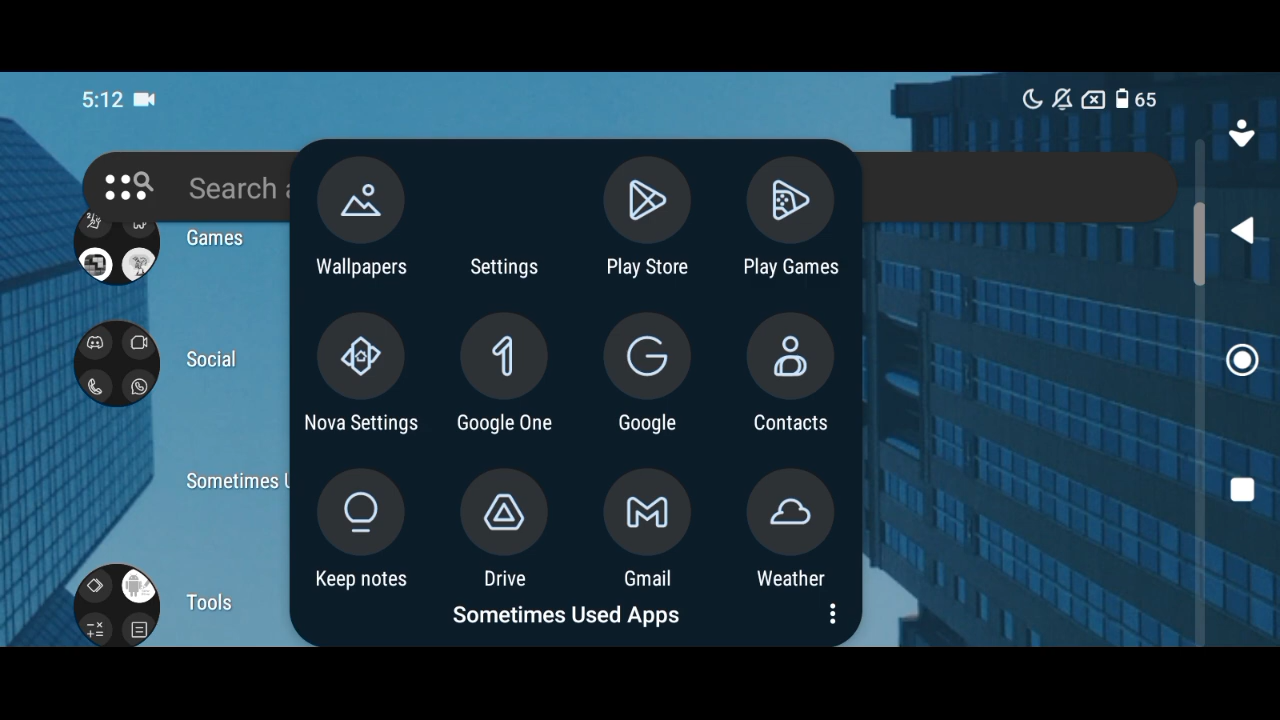 5:12
65
Search a
Games
Wallpapers
Settings
Play Store
Play Games
Social
Nova Settings
Google One
Google
Contacts
Sometimes U
Keep notes
Drive
Gmail
Weather
Tools
Sometimes Used Apps